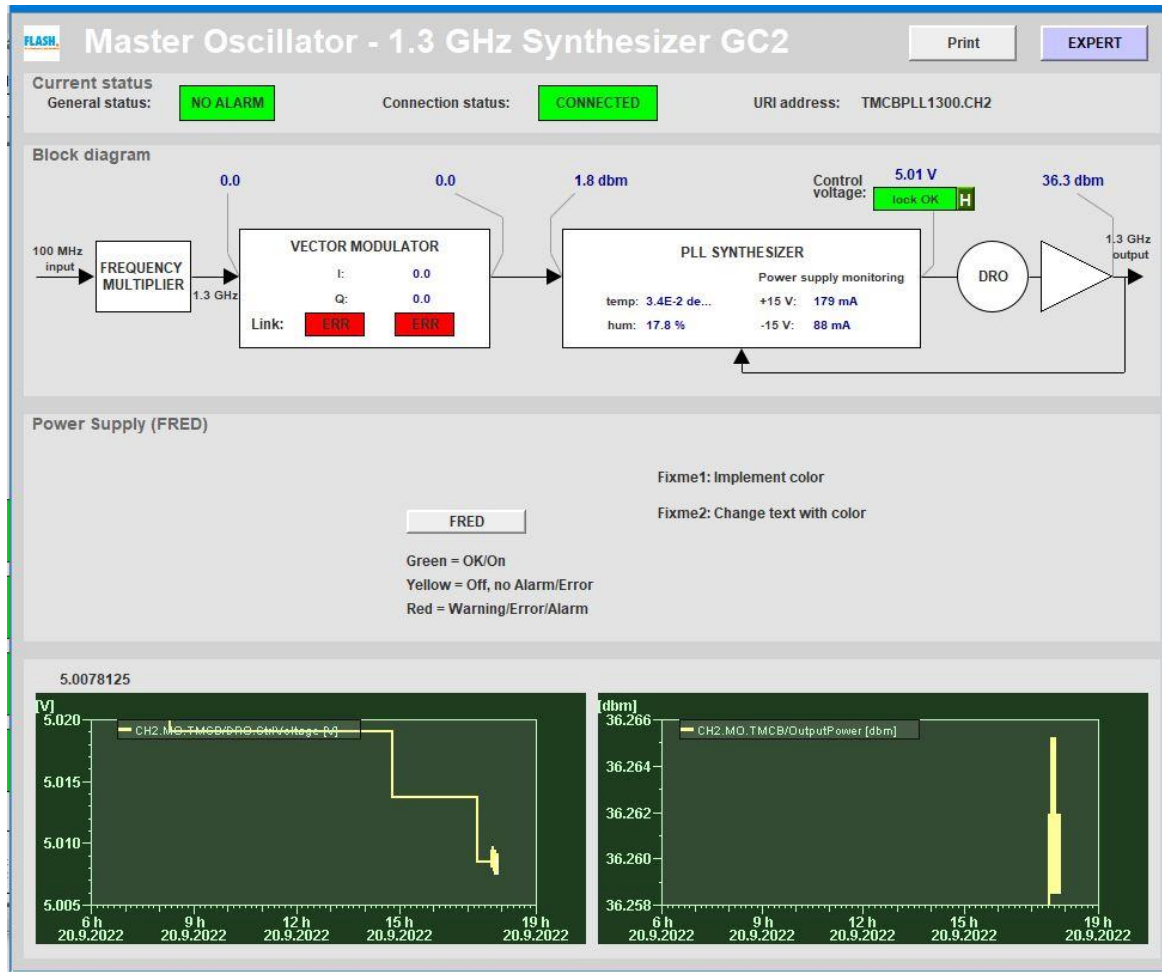 FLASH.
Master Oscillator - 1.3 GHz Synthesizer GC2
Print
EXPERT
Current status
General status:
NO ALARM
Connection status:
CONNECTED
URI address:
TMCBPLL1300.CH2
Block diagram
0.0
0.0
1.8 dbm
Control
voltage:
5.01 V
lock OK
H
36.3 dbm
100 MHz
input
FREQUENCY
MULTIPLIER
1.3 GHz
VECTOR MODULATOR
I:
0.0
Q:
0.0
Link:
ERR
ERR
PLL SYNTHESIZER
Power supply monitoring
temp: 3.4E-2 de...
+15 V: 179 mA
hum: 17.8 %
-15 V: 88 mA
DRO
1.3 GHz
output
Power Supply (FRED)
Fixme1: Implement color
Fixme2: Change text with color
FRED
Green = OK/On
Yellow = Off, no Alarm/Error
Red = Warning/Error/Alarm
5.0078125
[V]
5.020
5.015
5.010
5.005
CH2.MO.TMCB/DRO.StrlVoltage [V]
6 h
9 h
12 h
15 h
19 h
20.9.2022
20.9.2022
20.9.2022
20.9.2022
20.9.2022
[dbm]
36.266
36.264
36.262
36.260
36.258
CH2.MO.TMCB/OutputPower [dbm]
6 h
9 h
12 h
15 h
19 h
20.9.2022
20.9.2022
20.9.2022
20.9.2022
20.9.2022